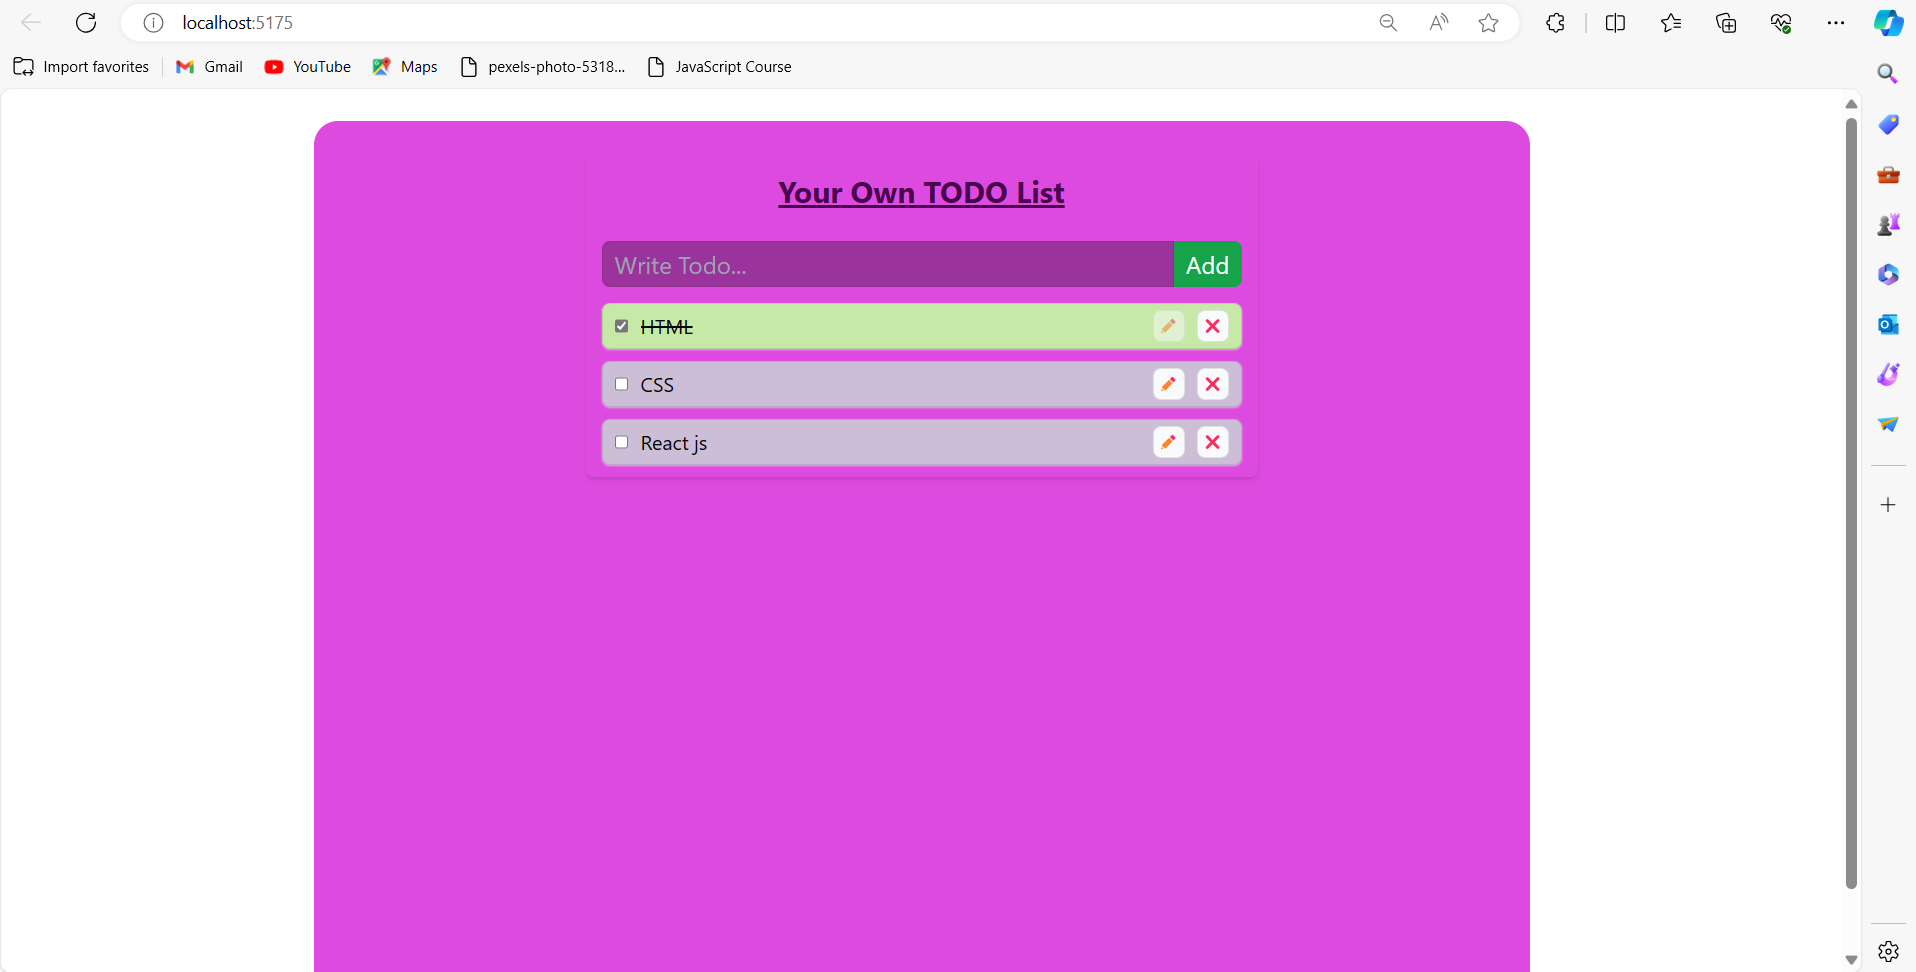 localhost:5175
Import favorites Gmail YouTube Maps pexels-photo-5318... JavaScript Course
Your Own TODO List
Write Todo... Add
HTML
CSS
React js